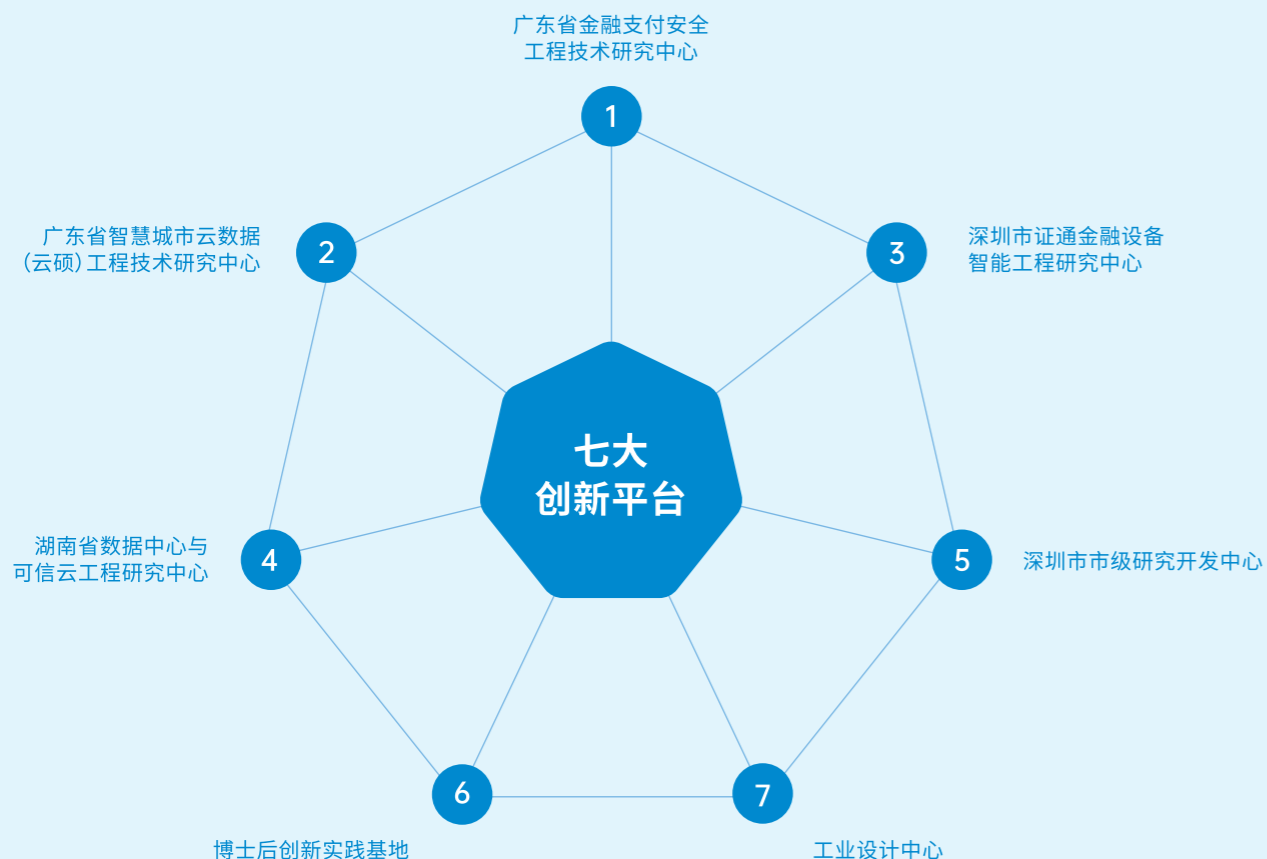 广东省金融支付安全
工程技术研究中心
1
广东省智慧城市云数据
（云硕）工程技术研究中心
2
3
深圳市证通金融设备
智能工程研究中心
七大
创新平台
湖南省数据中心与
可信云工程研究中心
4
5
深圳市市级研究开发中心
6
7
博士后创新实践基地
工业设计中心